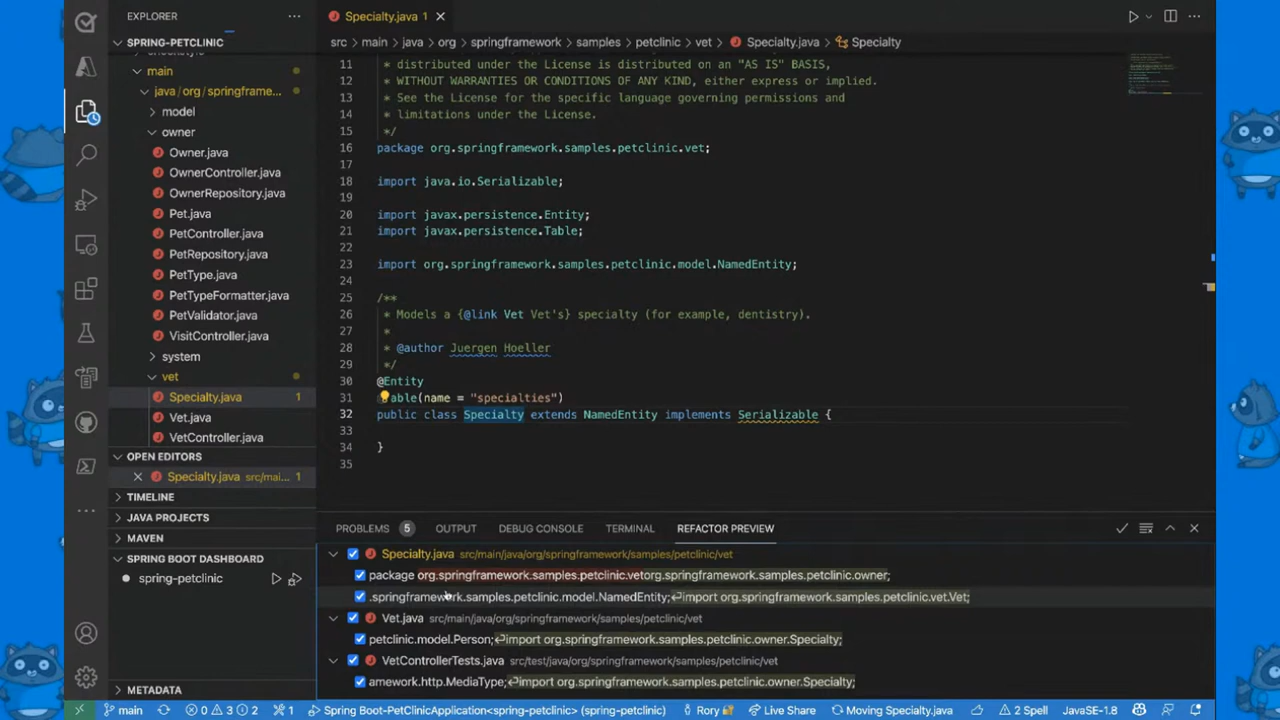 EXPLORER
SPRING-PETCLINIC
main
java/org/springframe...
model
owner
Owner.java
OwnerController.java
OwnerRepository.java
Pet.java
PetController.java
PetRepository.java
PetType.java
PetTypeFormatter.java
PetValidator.java
VisitController.java
system
vet
Specialty.java 1
Vet.java
VetController.java
OPEN EDITORS
Specialty.java src/mai... 1
TIMELINE
JAVA PROJECTS
MAVEN
SPRING BOOT DASHBOARD
spring-petclinic
METADATA
Specialty.java 1
src > main > java > org > springframework > samples > petclinic > vet > Specialty.java > Specialty
11 * distributed under the License is distributed on an "AS IS" BASIS,
12 * WITHOUT WARRANTIES OR CONDITIONS OF ANY KIND, either express or implied.
13 * See the License for the specific language governing permissions and
14 * limitations under the License.
15 */
16 package org.springframework.samples.petclinic.vet;
17
18 import java.io.Serializable;
19
20 import javax.persistence.Entity;
21 import javax.persistence.Table;
22
23 import org.springframework.samples.petclinic.model.NamedEntity;
24
25 /**
26 * Models a {@link Vet Vet's} specialty (for example, dentistry).
27 *
28 * @author Juergen Hoeller
29 */
30 @Entity
31 able(name = "specialties")
32 public class Specialty extends NamedEntity implements Serializable {
33
34 }
35
PROBLEMS 5 OUTPUT DEBUG CONSOLE TERMINAL REFACTOR PREVIEW
Specialty.java src/main/java/org/springframework/samples/petclinic/vet
package org.springframework.samples.petclinic.vetorg.springframework.samples.petclinic.owner;
.springframework.samples.petclinic.model.NamedEntity;↵import org.springframework.samples.petclinic.vet.Vet;
Vet.java src/main/java/org/springframework/samples/petclinic/vet
petclinic.model.Person;↵import org.springframework.samples.petclinic.owner.Specialty;
VetControllerTests.java src/test/java/org/springframework/samples/petclinic/vet
amework.http.MediaType;↵import org.springframework.samples.petclinic.owner.Specialty;
main 0 3 2 1 Spring Boot-PetClinicApplication<spring-petclinic> (spring-petclinic) Rory Live Share Moving Specialty.java 2 Spell JavaSE-1.8